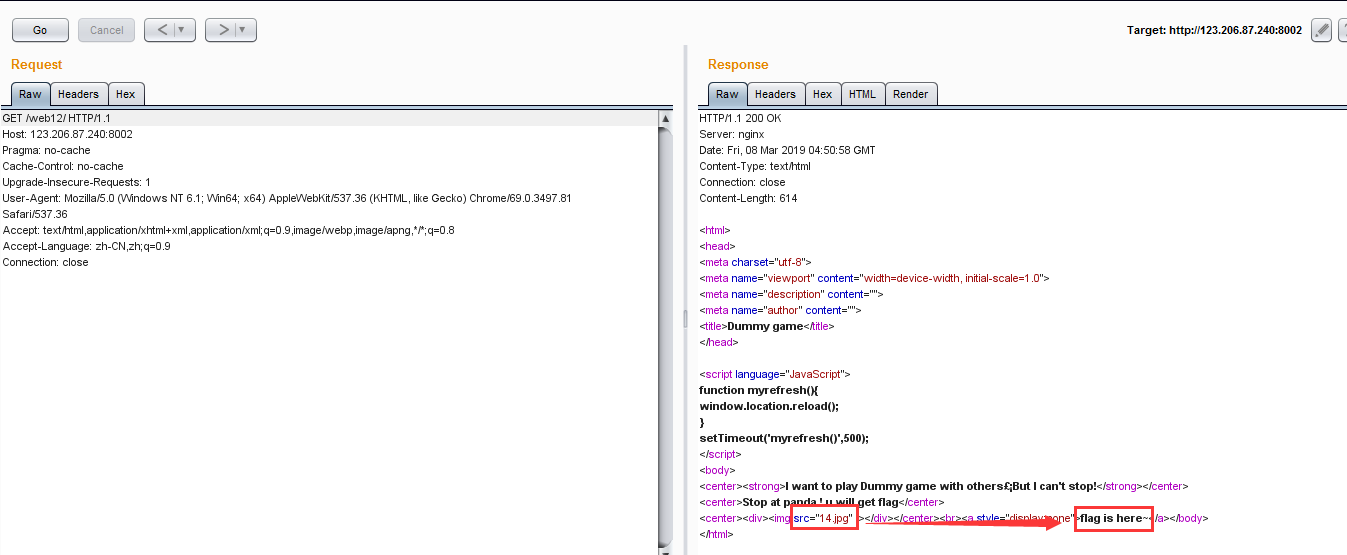 Go Cancel < ▼ > ▼ Target: http://123.206.87.240:8002
Request
Raw Headers Hex
GET /web12/ HTTP/1.1
Host: 123.206.87.240:8002
Pragma: no-cache
Cache-Control: no-cache
Upgrade-Insecure-Requests: 1
User-Agent: Mozilla/5.0 (Windows NT 6.1; Win64; x64) AppleWebKit/537.36 (KHTML, like Gecko) Chrome/69.0.3497.81
Safari/537.36
Accept: text/html,application/xhtml+xml,application/xml;q=0.9,image/webp,image/apng,*/*;q=0.8
Accept-Language: zh-CN,zh;q=0.9
Connection: close
Response
Raw Headers Hex HTML Render
HTTP/1.1 200 OK
Server: nginx
Date: Fri, 08 Mar 2019 04:50:58 GMT
Content-Type: text/html
Connection: close
Content-Length: 614
<html>
<head>
<meta charset="utf-8">
<meta name="viewport" content="width=device-width, initial-scale=1.0">
<meta name="description" content="">
<meta name="author" content="">
<title>Dummy game</title>
</head>
<script language="JavaScript">
function myrefresh(){
window.location.reload();
}
setTimeout('myrefresh()',500);
</script>
<body>
<center><strong>I want to play Dummy game with others£¡But I can't stop!</strong></center>
<center>Stop at panda ! u will get flag</center>
<center><div><img src="14.jpg" ></div></center><br><a style="display:none">flag is here~</a></body>
</html>